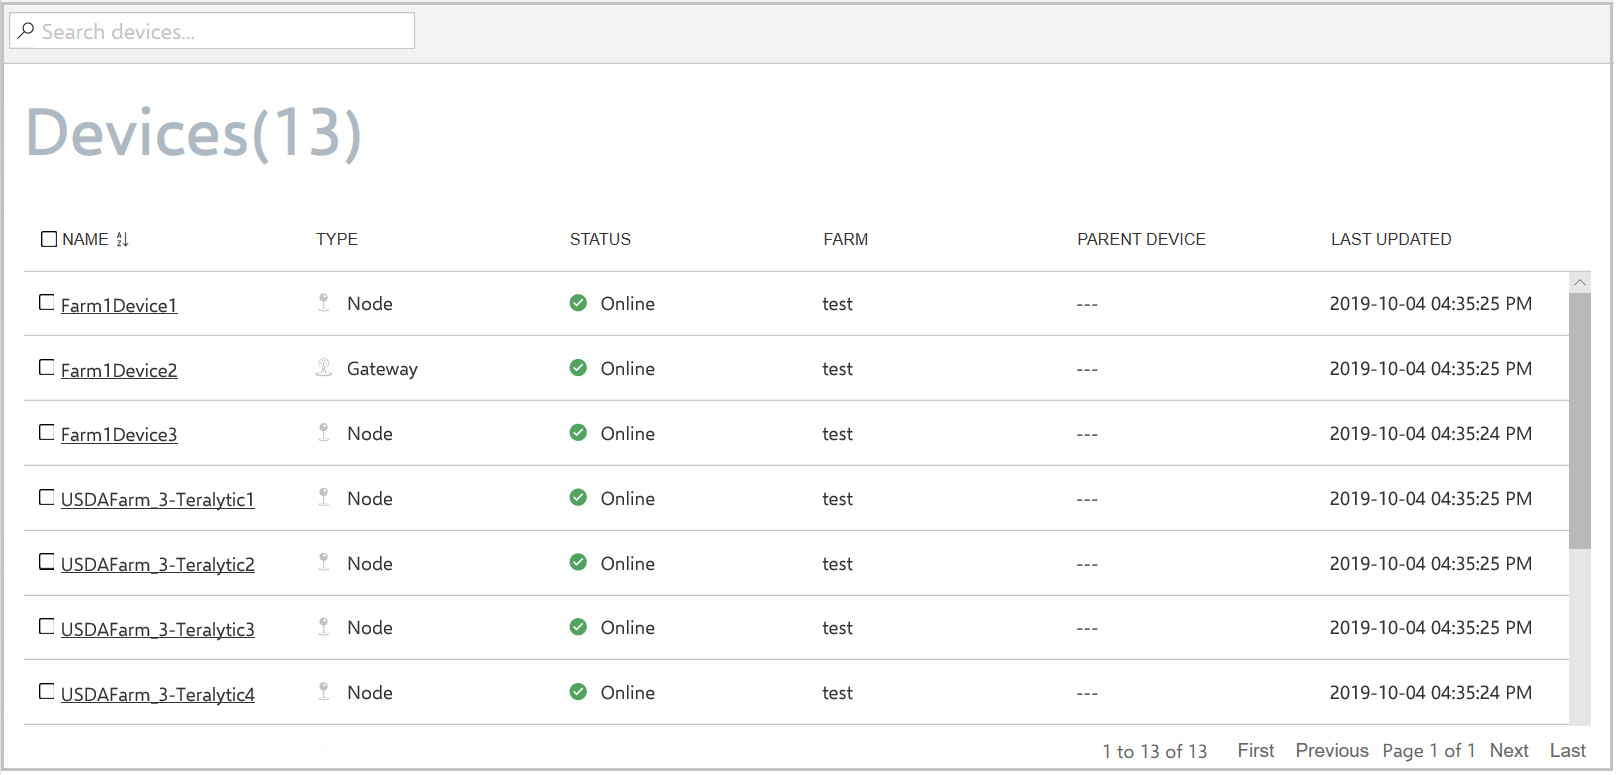 Search devices...
Devices(13)
NAME TYPE STATUS FARM PARENT DEVICE LAST UPDATED
Farm1Device1 Node Online test --- 2019-10-04 04:35:25 PM
Farm1Device2 Gateway Online test --- 2019-10-04 04:35:25 PM
Farm1Device3 Node Online test --- 2019-10-04 04:35:24 PM
USDAFarm_3-Teralytic1 Node Online test --- 2019-10-04 04:35:25 PM
USDAFarm_3-Teralytic2 Node Online test --- 2019-10-04 04:35:25 PM
USDAFarm_3-Teralytic3 Node Online test --- 2019-10-04 04:35:25 PM
USDAFarm_3-Teralytic4 Node Online test --- 2019-10-04 04:35:24 PM
1 to 13 of 13 First Previous Page 1 of 1 Next Last